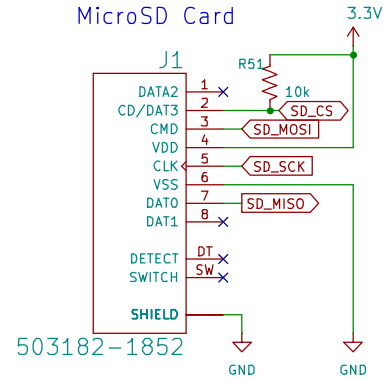 MicroSD Card
3.3V
J1
R51
10k
DATA2 1
CD/DAT3 2 SD_CS
CMD 3 SD_MOSI
VDD 4
CLK 5 SD_SCK
VSS 6
DAT0 7 SD_MISO
DAT1 8
DETECT DT
SWITCH SW
SHIELD
503182-1852
GND GND